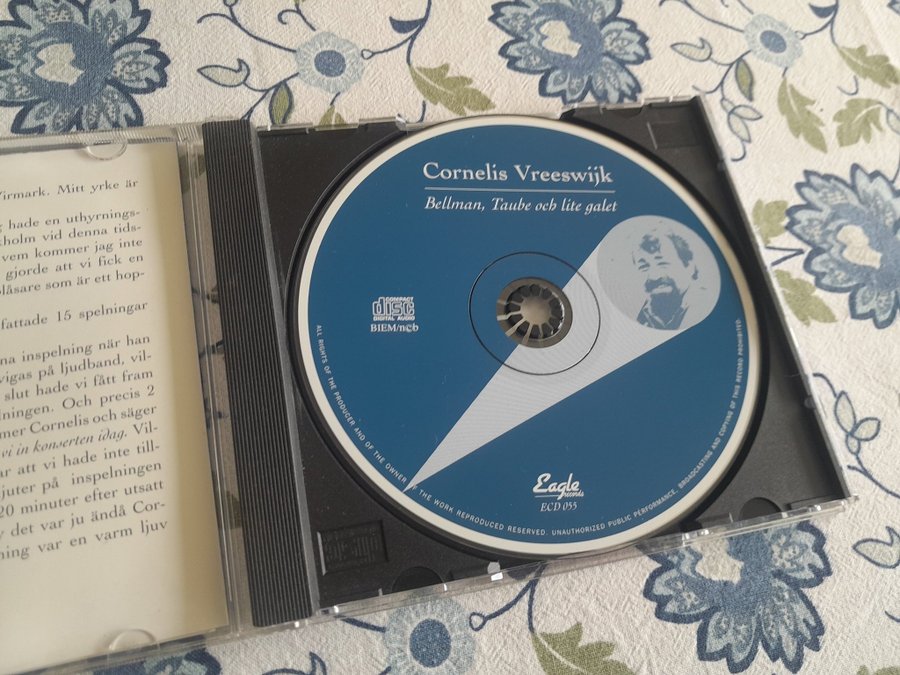 irmark. Mitt yrke är
hade en uthyrnings-
kholm vid denna tids-
vem kommer jag inte
gjorde att vi fick en
låsare som är ett hop-
fattade 15 spelningar
na inspelning när han
vigas på ljudband, vil-
slut hade vi fått fram
lningen. Och precis 2
mer Cornelis och säger
vi in konserten idag. Vil-
ar att vi hade inte till-
juter på inspelningen
20 minuter efter utsatt
det var ju ändå Cor-
ning var en varm ljuv
Cornelis Vreeswijk
Bellman, Taube och lite galet
COMPACT
disc
DIGITAL AUDIO
BIEM/ncb
Eagle
records
ECD 055
ALL RIGHTS OF THE PRODUCER AND OF THE OWNER OF THE WORK REPRODUCED RESERVED. UNAUTHORIZED PUBLIC PERFORMANCE, BROADCASTING AND COPYING OF THIS RECORD PROHIBITED.